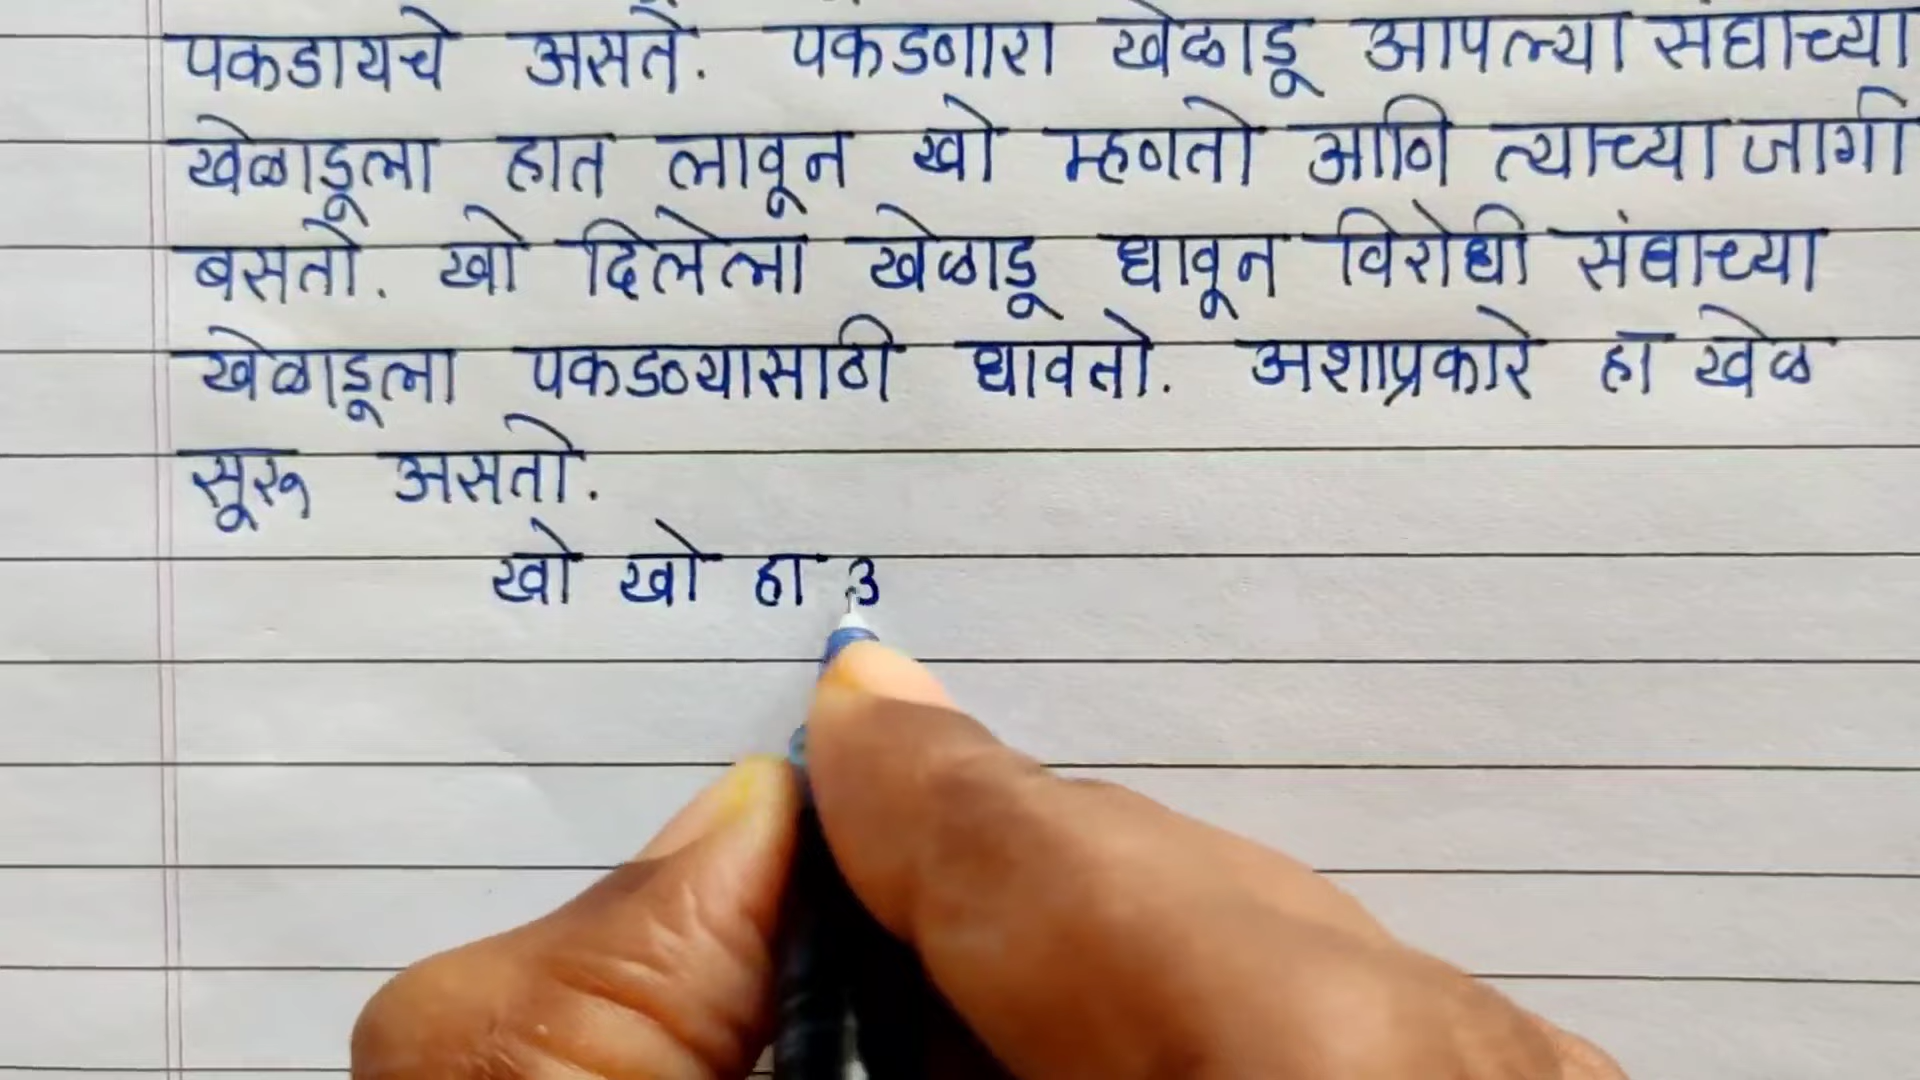 पकडायचे असते. पकडणारा खेळाडू आपल्या संघाच्या
खेळाडूला हात लावून खो म्हणतो आणि त्याच्या जागी
बसतो. खो दिलेला खेळाडू धावून विरोधी संघाच्या
खेळाडूला पकडण्यासाठी धावतो. अशाप्रकारे हा खेळ
सूरू असतो.
खो खो हा